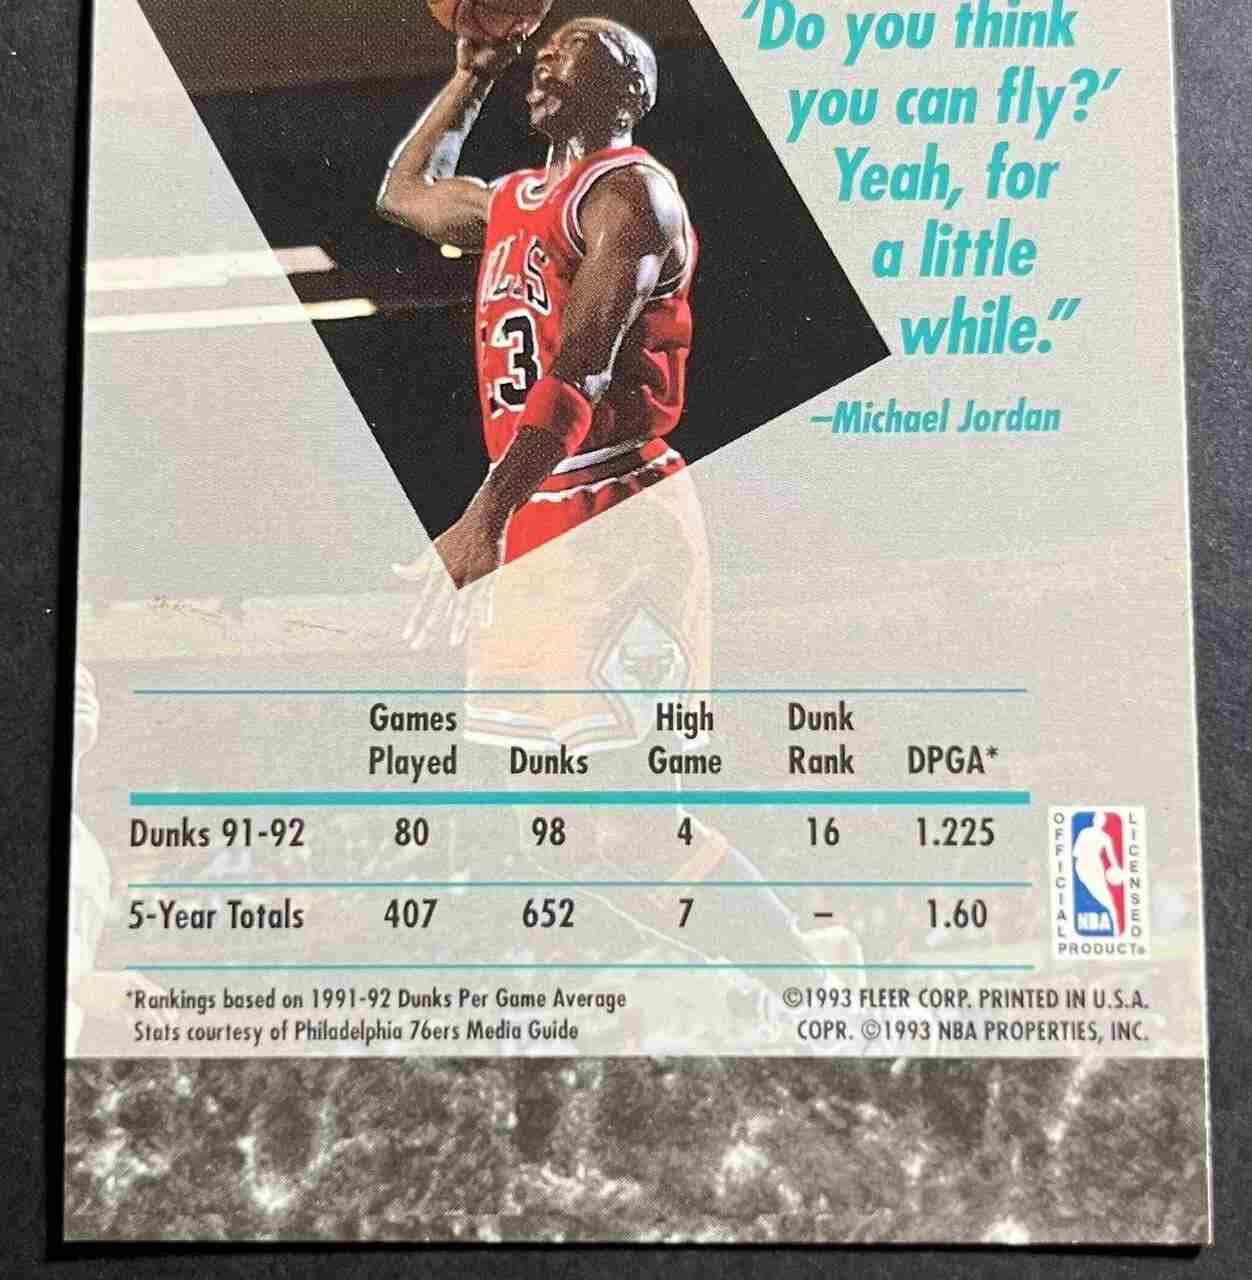 'Do you think
you can fly?'
Yeah, for
a little
while."
–Michael Jordan
LLS
3
Games Played Dunks High Game Dunk Rank DPGA*
Dunks 91-92 80 98 4 16 1.225
5-Year Totals 407 652 7 – 1.60
OFFICIAL LICENSED
NBA
PRODUCT®
*Rankings based on 1991-92 Dunks Per Game Average
Stats courtesy of Philadelphia 76ers Media Guide
©1993 FLEER CORP. PRINTED IN U.S.A.
COPR. ©1993 NBA PROPERTIES, INC.